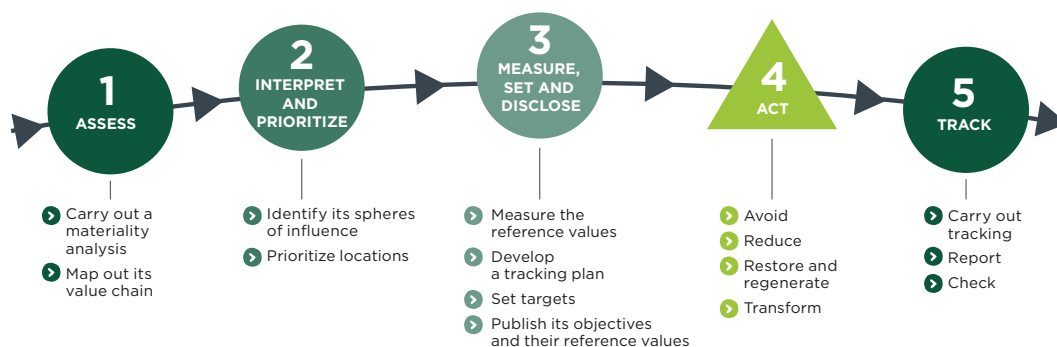 1
ASSESS
Carry out a
materiality
analysis
Map out its
value chain
2
INTERPRET
AND
PRIORITIZE
Identify its spheres
of influence
Prioritize locations
3
MEASURE,
SET AND
DISCLOSE
Measure the
reference values
Develop
a tracking plan
Set targets
Publish its objectives
and their reference values
4
ACT
Avoid
Reduce
Restore and
regenerate
Transform
5
TRACK
Carry out
tracking
Report
Check